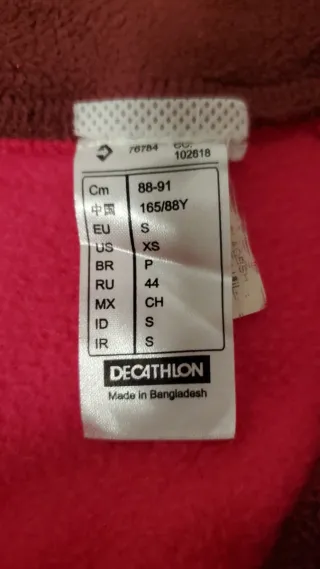 76784 CC:
102618
Cm 88-91
中国 165/88Y
EU S
US XS
BR P
RU 44
MX CH
ID S
IR S
DECATHLON
Made in Bangladesh